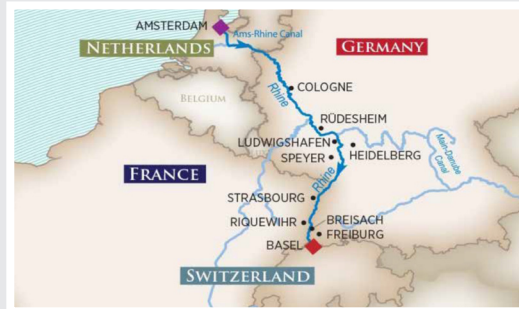 AMSTERDAM
Ams-Rhine Canal
NETHERLANDS
GERMANY
COLOGNE
BELGIUM
Rhine
RÜDESHEIM
LUDWIGSHAFEN
SPEYER
HEIDELBERG
Main-Danube
Canal
FRANCE
Rhine
STRASBOURG
RIQUEWIHR
BREISACH
FREIBURG
BASEL
SWITZERLAND